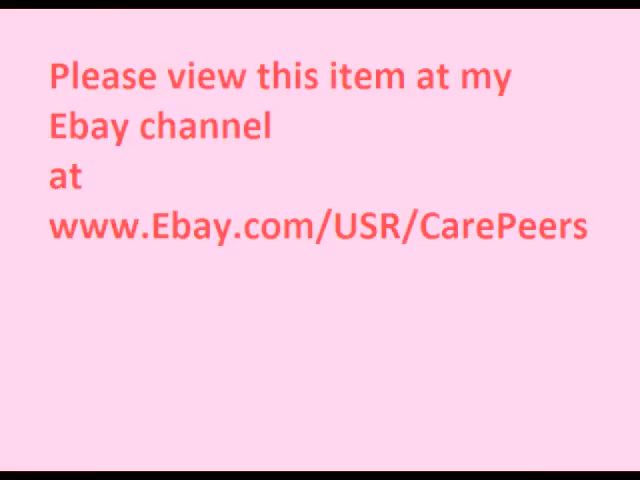 Please view this item at my
Ebay channel
at
www.Ebay.com/USR/CarePeers